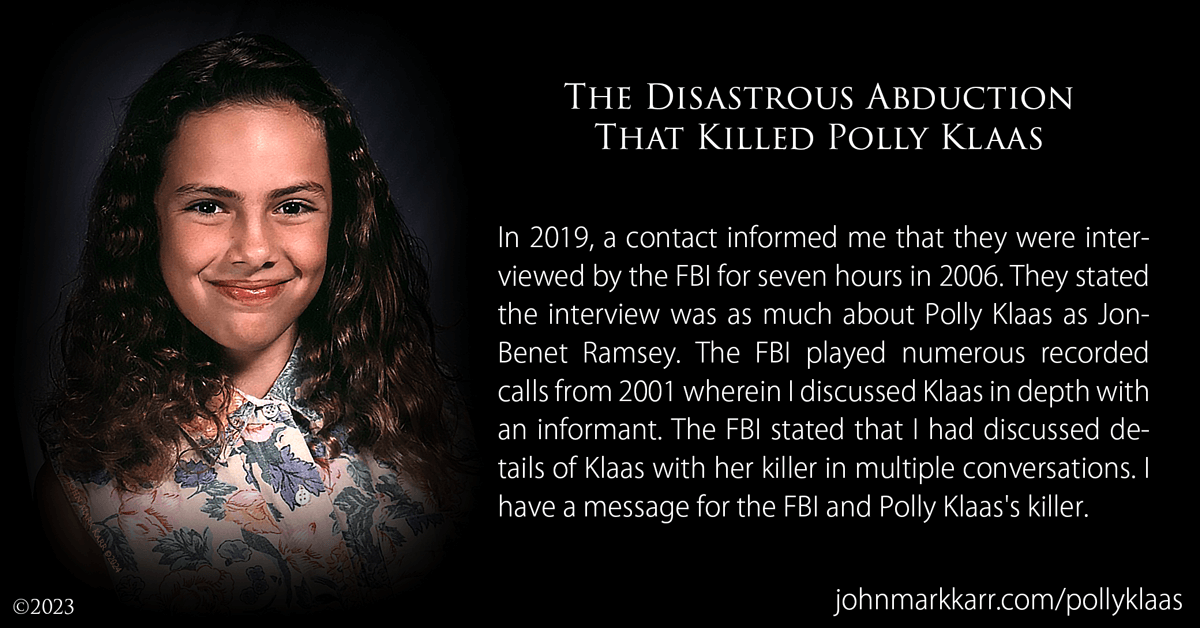 The Disastrous Abduction
That Killed Polly Klaas
In 2019, a contact informed me that they were inter-
viewed by the FBI for seven hours in 2006. They stated
the interview was as much about Polly Klaas as Jon-
Benet Ramsey. The FBI played numerous recorded
calls from 2001 wherein I discussed Klaas in depth with
an informant. The FBI stated that I had discussed de-
tails of Klaas with her killer in multiple conversations. I
have a message for the FBI and Polly Klaas's killer.
©2023
johnmarkkarr.com/pollyklaas